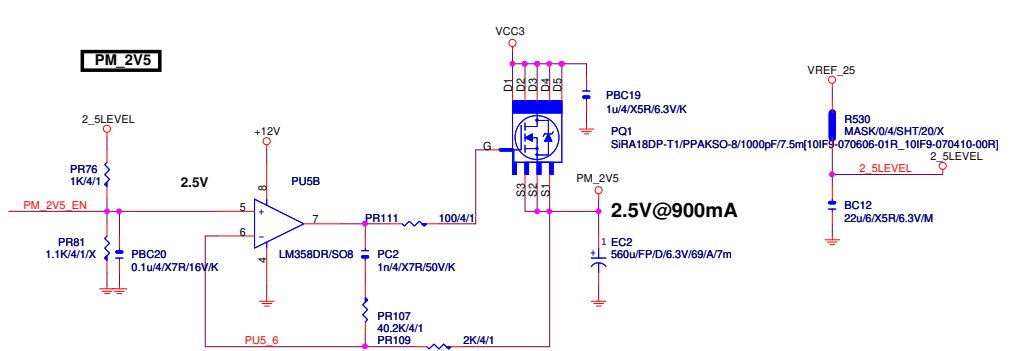 VCC3
PM_2V5
VREF_25
D1
D2
D3
D4
D5
PBC19
1u/4/X5R/6.3V/K
2_5LEVEL
+12V
R530
MASK/0/4/SHT/20/X
PQ1
SiRA18DP-T1/PPAKSO-8/1000pF/7.5m[10IF9-070606-01R_10IF9-070410-00R]
G
2_5LEVEL
2_5LEVEL
PR76
1K/4/1
2.5V
PU5B
8
S3
S2
S1
PM_2V5
PM_2V5_EN
5
+
7
PR111
100/4/1
2.5V@900mA
BC12
22u/6/X5R/6.3V/M
6
-
4
PR81
1.1K/4/1/X
PBC20
0.1u/4/X7R/16V/K
LM358DR/SO8
PC2
1n/4/X7R/50V/K
1
+
EC2
560u/FP/D/6.3V/69/A/7m
PR107
40.2K/4/1
PU5_6
PR109
2K/4/1